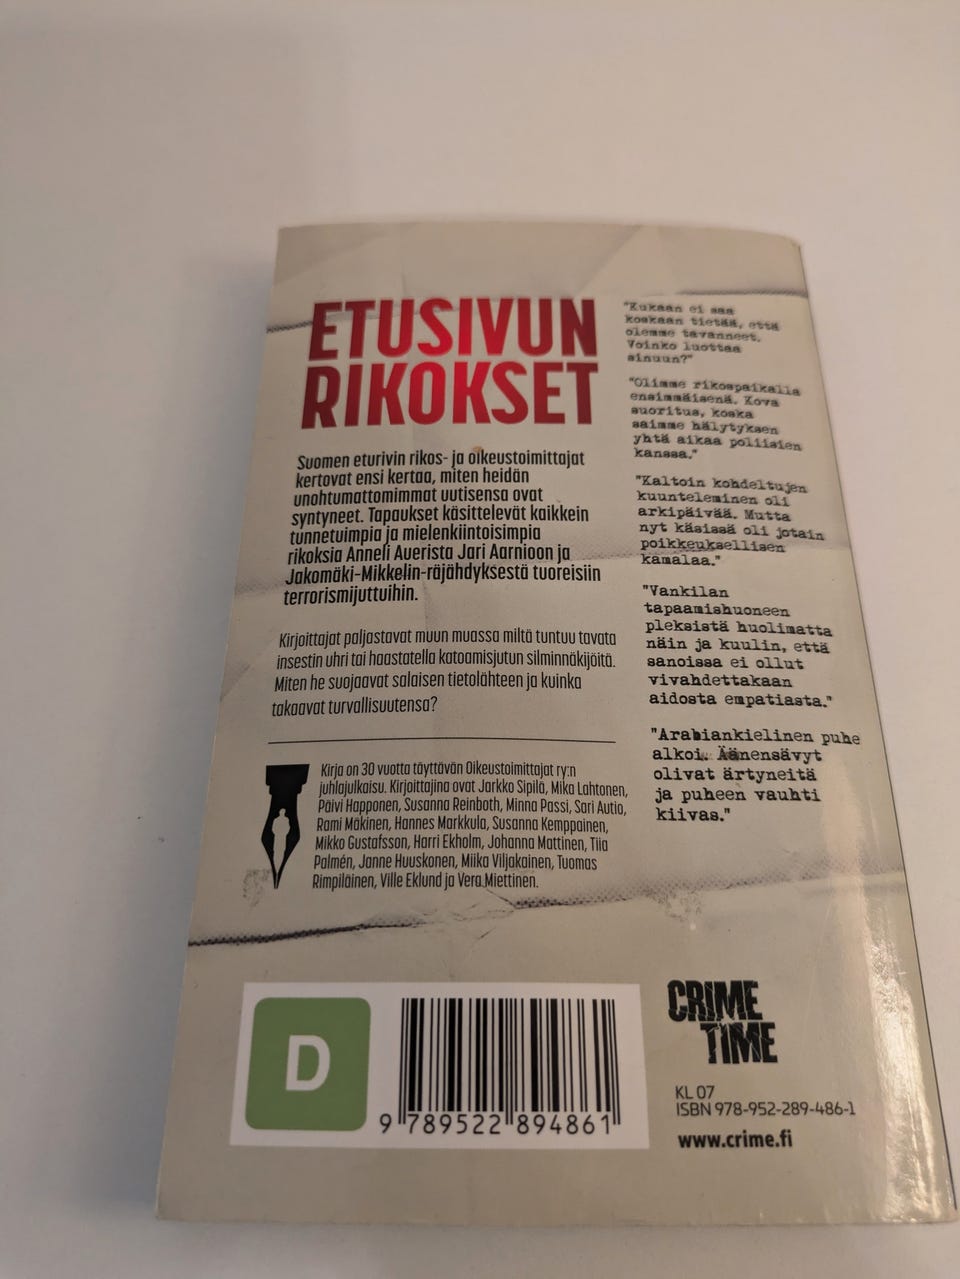 ETUSIVUN
RIKOKSET
Suomen eturivin rikos- ja oikeustoimittajat
kertovat ensi kertaa, miten heidän
unohtumattomimmat uutisensa ovat
syntyneet. Tapaukset käsittelevät kaikkein
tunnetuimpia ja mielenkiintoisimpia
rikoksia Anneli Auerista Jari Aarnioon ja
Jakomäki-Mikkelin-räjähdyksestä tuoreisiin
terrorismijuttuihin.
Kirjoittajat paljastavat muun muassa miltä tuntuu tavata
insestin uhri tai haastatella katoamisjutun silminnäkijöitä.
Miten he suojaavat salaisen tietolähteen ja kuinka
takaavat turvallisuutensa?
Kirja on 30 vuotta täyttävän Oikeustoimittajat ry:n
juhlajulkaisu. Kirjoittajina ovat Jarkko Sipilä, Mika Lahtonen,
Päivi Happonen, Susanna Reinboth, Minna Passi, Sari Autio,
Rami Mäkinen, Hannes Markkula, Susanna Kemppainen,
Mikko Gustafsson, Harri Ekholm, Johanna Mattinen, Tiia
Palmén, Janne Huuskonen, Miika Viljakainen, Tuomas
Rimpiläinen, Ville Eklund ja Vera Miettinen.
"Kukaan ei saa
koskaan tietää, että
olemme tavanneet.
Voinko luottaa
sinuun?"
"Olimme rikospaikalla
ensimmäisenä. Kova
suoritus, koska
saimme hälytyksen
yhtä aikaa poliisien
kanssa."
"Kaltoin kohdeltujen
kuunteleminen oli
arkipäivää. Mutta
nyt käsissä oli jotain
poikkeuksellisen
kamalaa."
"Vankilan
tapaamishuoneen
pleksistä huolimatta
näin ja kuulin, että
sanoissa ei ollut
vivahdettakaan
aidosta empatiasta."
"Arabiankielinen puhe
alkoi. Äänensävyt
olivat ärtyneitä
ja puheen vauhti
kiivas."
D
9 789522 894861
CRIME
TIME
KL 07
ISBN 978-952-289-486-1
www.crime.fi